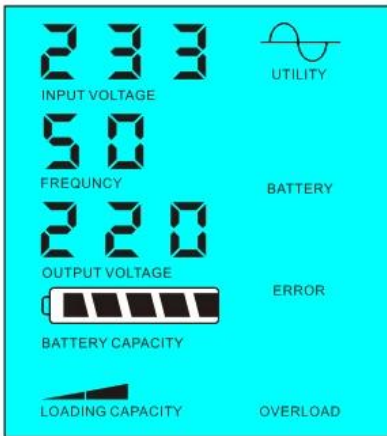 233
INPUT VOLTAGE
UTILITY
50
FREQUNCY
BATTERY
220
OUTPUT VOLTAGE
ERROR
BATTERY CAPACITY
LOADING CAPACITY
OVERLOAD